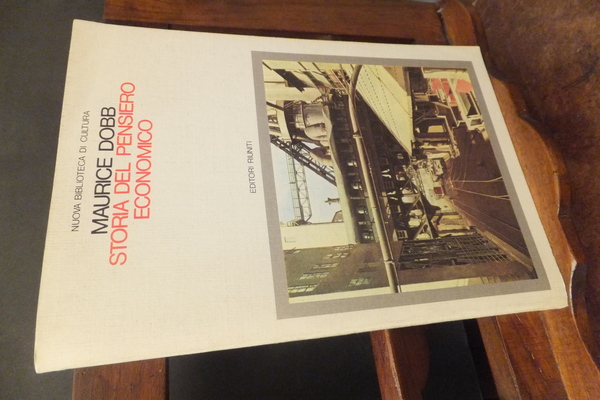 NUOVA BIBLIOTECA DI CULTURA
MAURICE DOBB
STORIA DEL PENSIERO
ECONOMICO
EDITORI RIUNITI